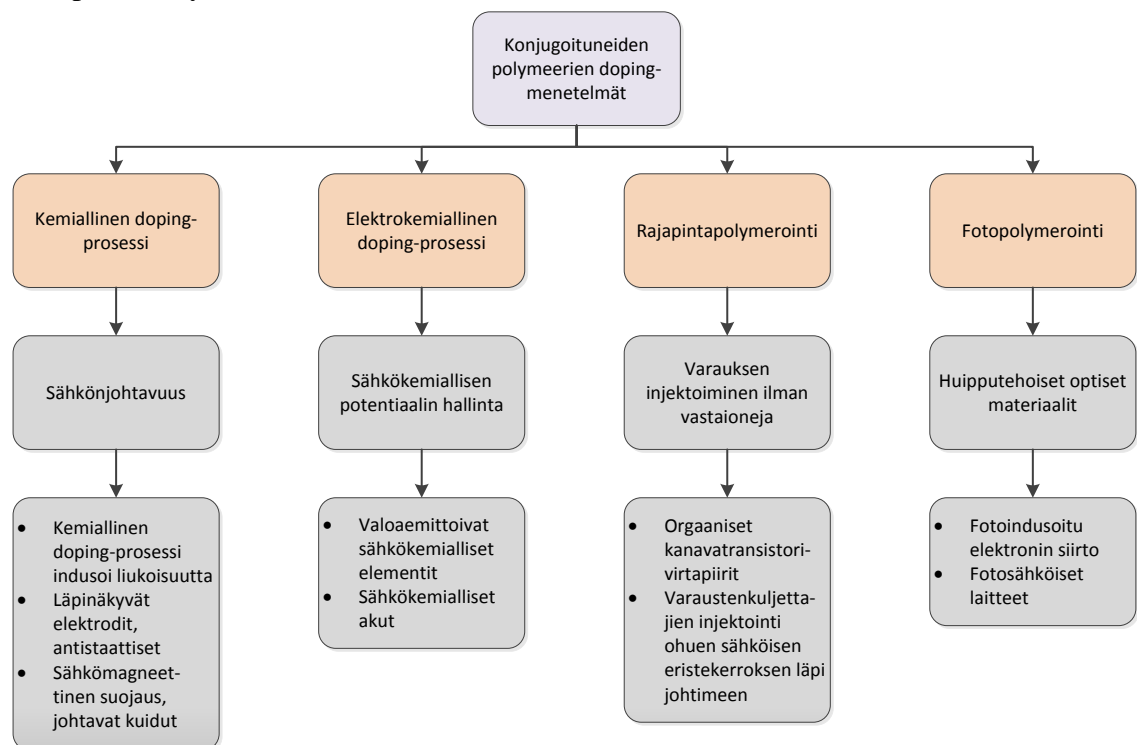 Konjugoituneiden
polymeerien doping-
menetelmät
Kemiallinen doping-
prosessi
Elektrokemiallinen
doping-prosessi
Rajapintapolymerointi
Fotopolymerointi
Sähkönjohtavuus
Sähkökemiallisen
potentiaalin hallinta
Varauksen
injektoiminen ilman
vastaioneja
Huipputehoiset optiset
materiaalit
• Kemiallinen
doping-prosessi
indusoi liukoisuutta
• Läpinäkyvät
elektrodit,
antistaattiset
• Sähkömagneet-
tinen suojaus,
johtavat kuidut
• Valoaemittoivat
sähkökemialliset
elementit
• Sähkökemialliset
akut
• Orgaaniset
kanavatransistori-
virtapiirit
• Varaustenkuljetta-
jien injektointi
ohuen sähköisen
eristekerroksen läpi
johtimeen
• Fotoindusoitu
elektronin siirto
• Fotosähköiset
laitteet